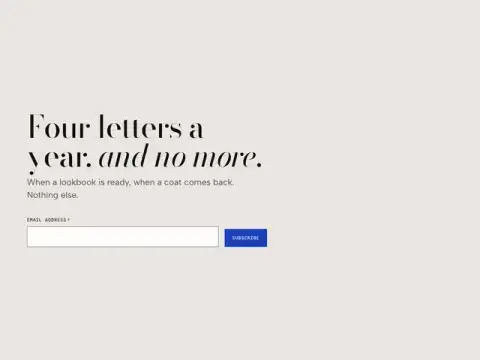 Four letters a
year. and no more.
When a lookbook is ready, when a coat comes back.
Nothing else.
EMAIL ADDRESS*
SUBSCRIBE